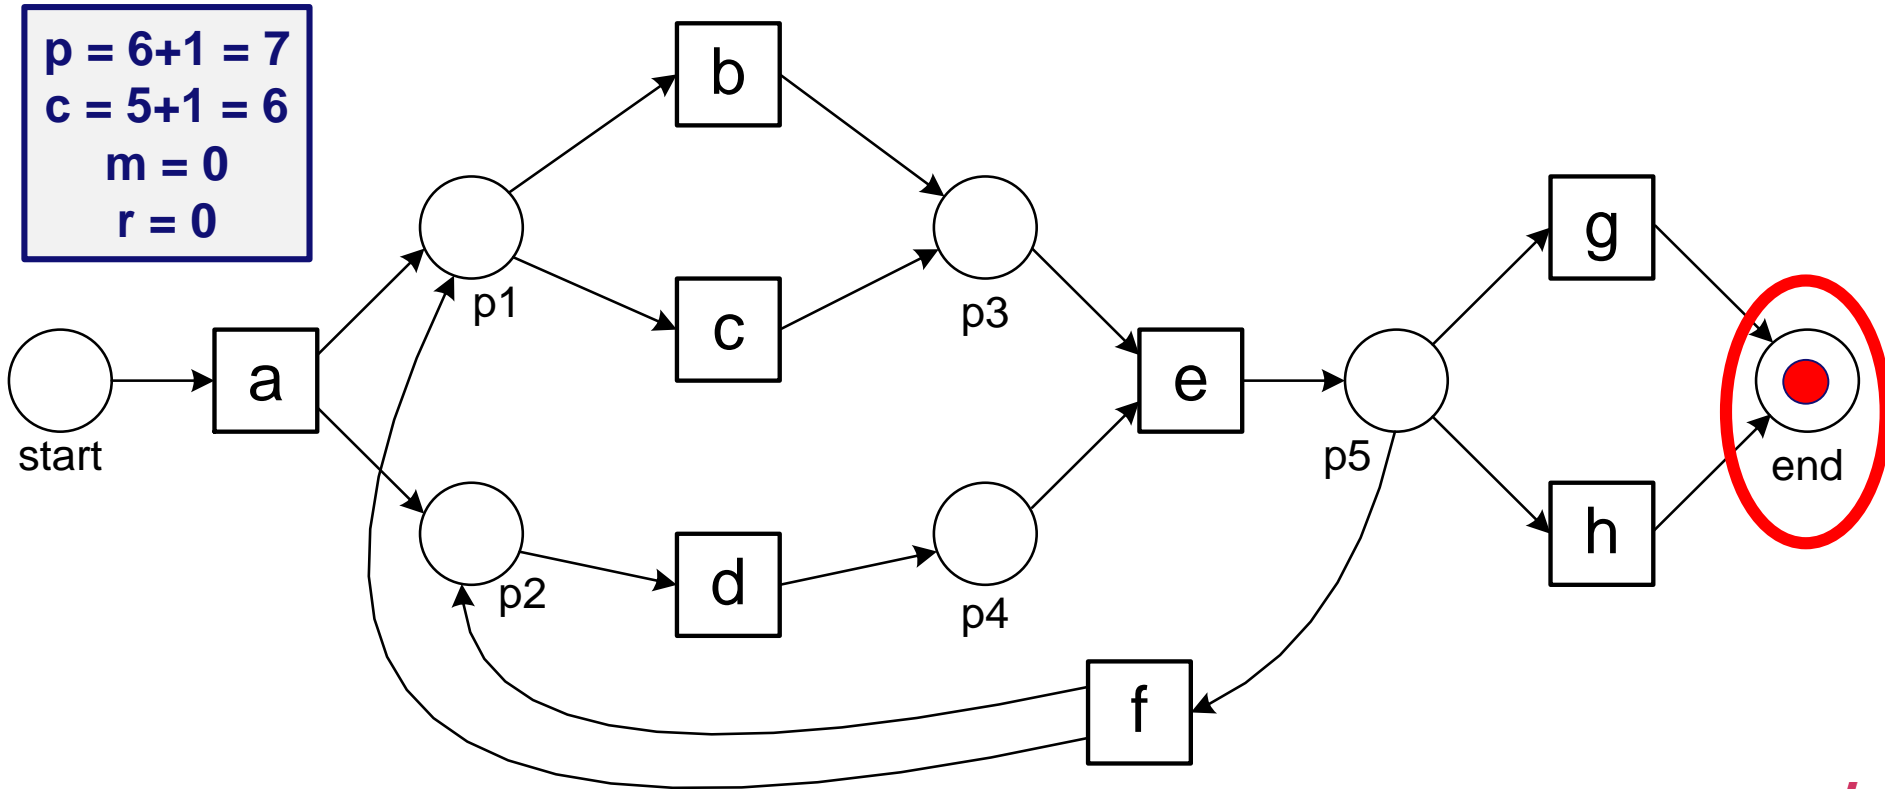 p = 6+1 = 7
c = 5+1 = 6
m = 0
r = 0
b
g
p1
c
p3
start
a
e
p5
end
h
p2
d
p4
f